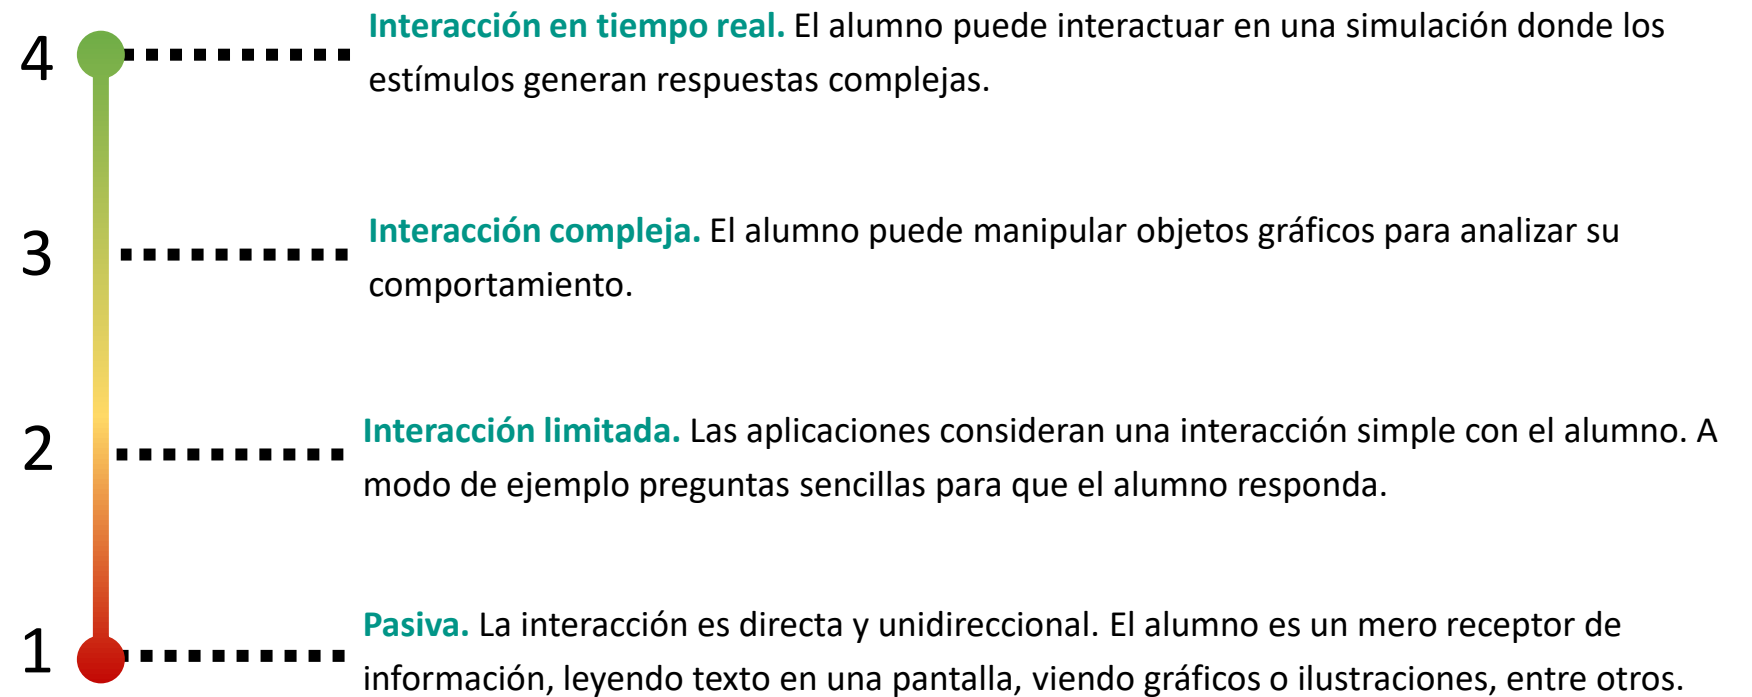 4
Interacción en tiempo real. El alumno puede interactuar en una simulación donde los
estímulos generan respuestas complejas.
3
Interacción compleja. El alumno puede manipular objetos gráficos para analizar su
comportamiento.
2
Interacción limitada. Las aplicaciones consideran una interacción simple con el alumno. A
modo de ejemplo preguntas sencillas para que el alumno responda.
1
Pasiva. La interacción es directa y unidireccional. El alumno es un mero receptor de
información, leyendo texto en una pantalla, viendo gráficos o ilustraciones, entre otros.